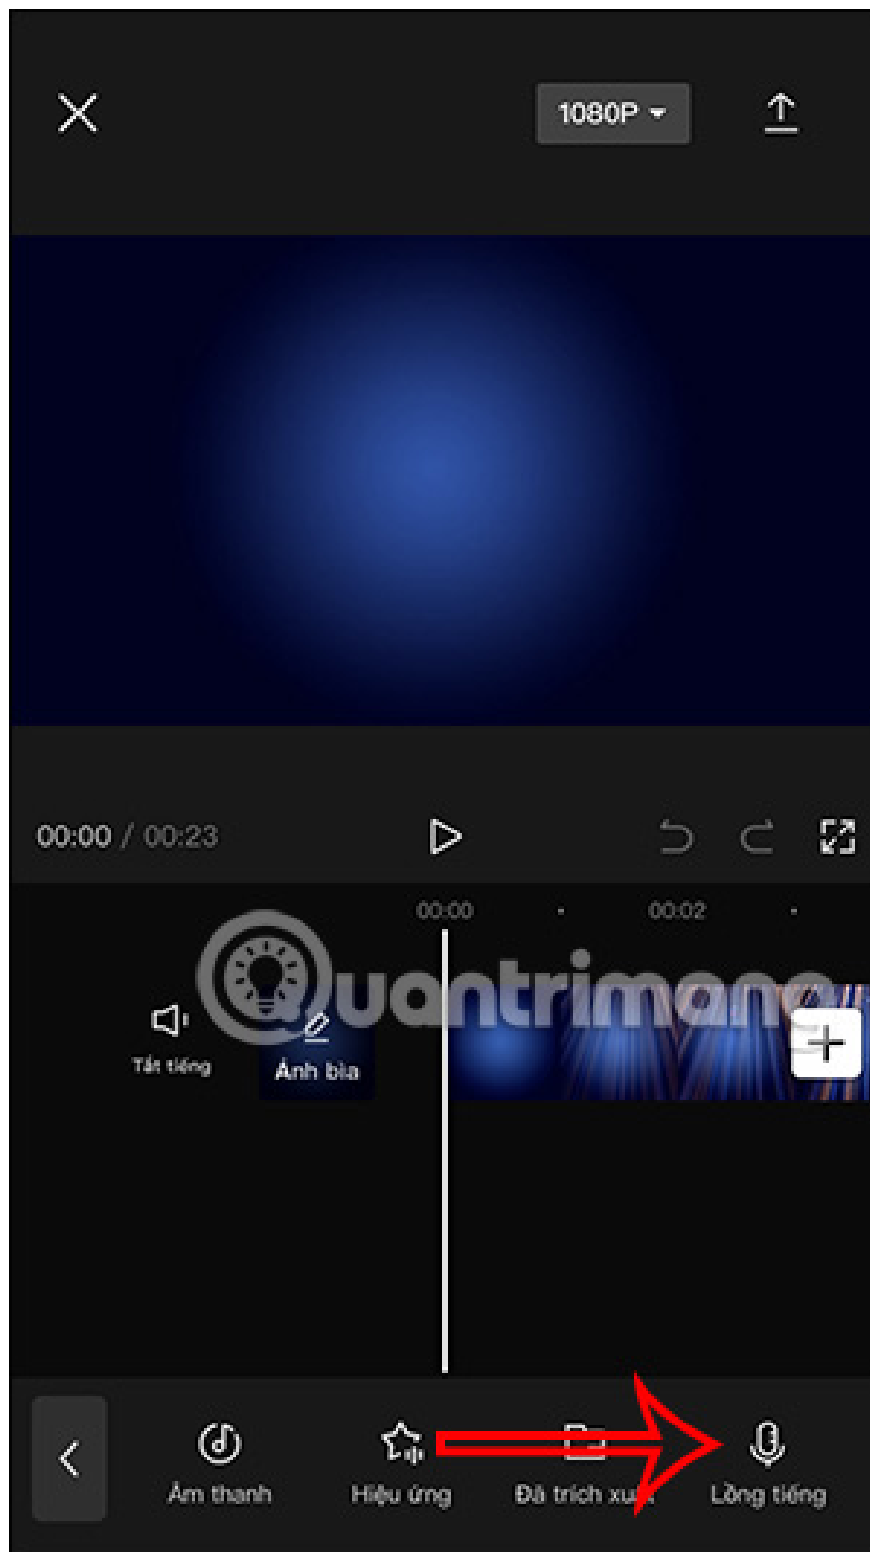 1080P
00:00 / 00:23
00:00 · 00:02 ·
Quantrimang
Tắt tiếng
Ảnh bìa
Âm thanh
Hiệu ứng
Đã trích xuất
Lồng tiếng